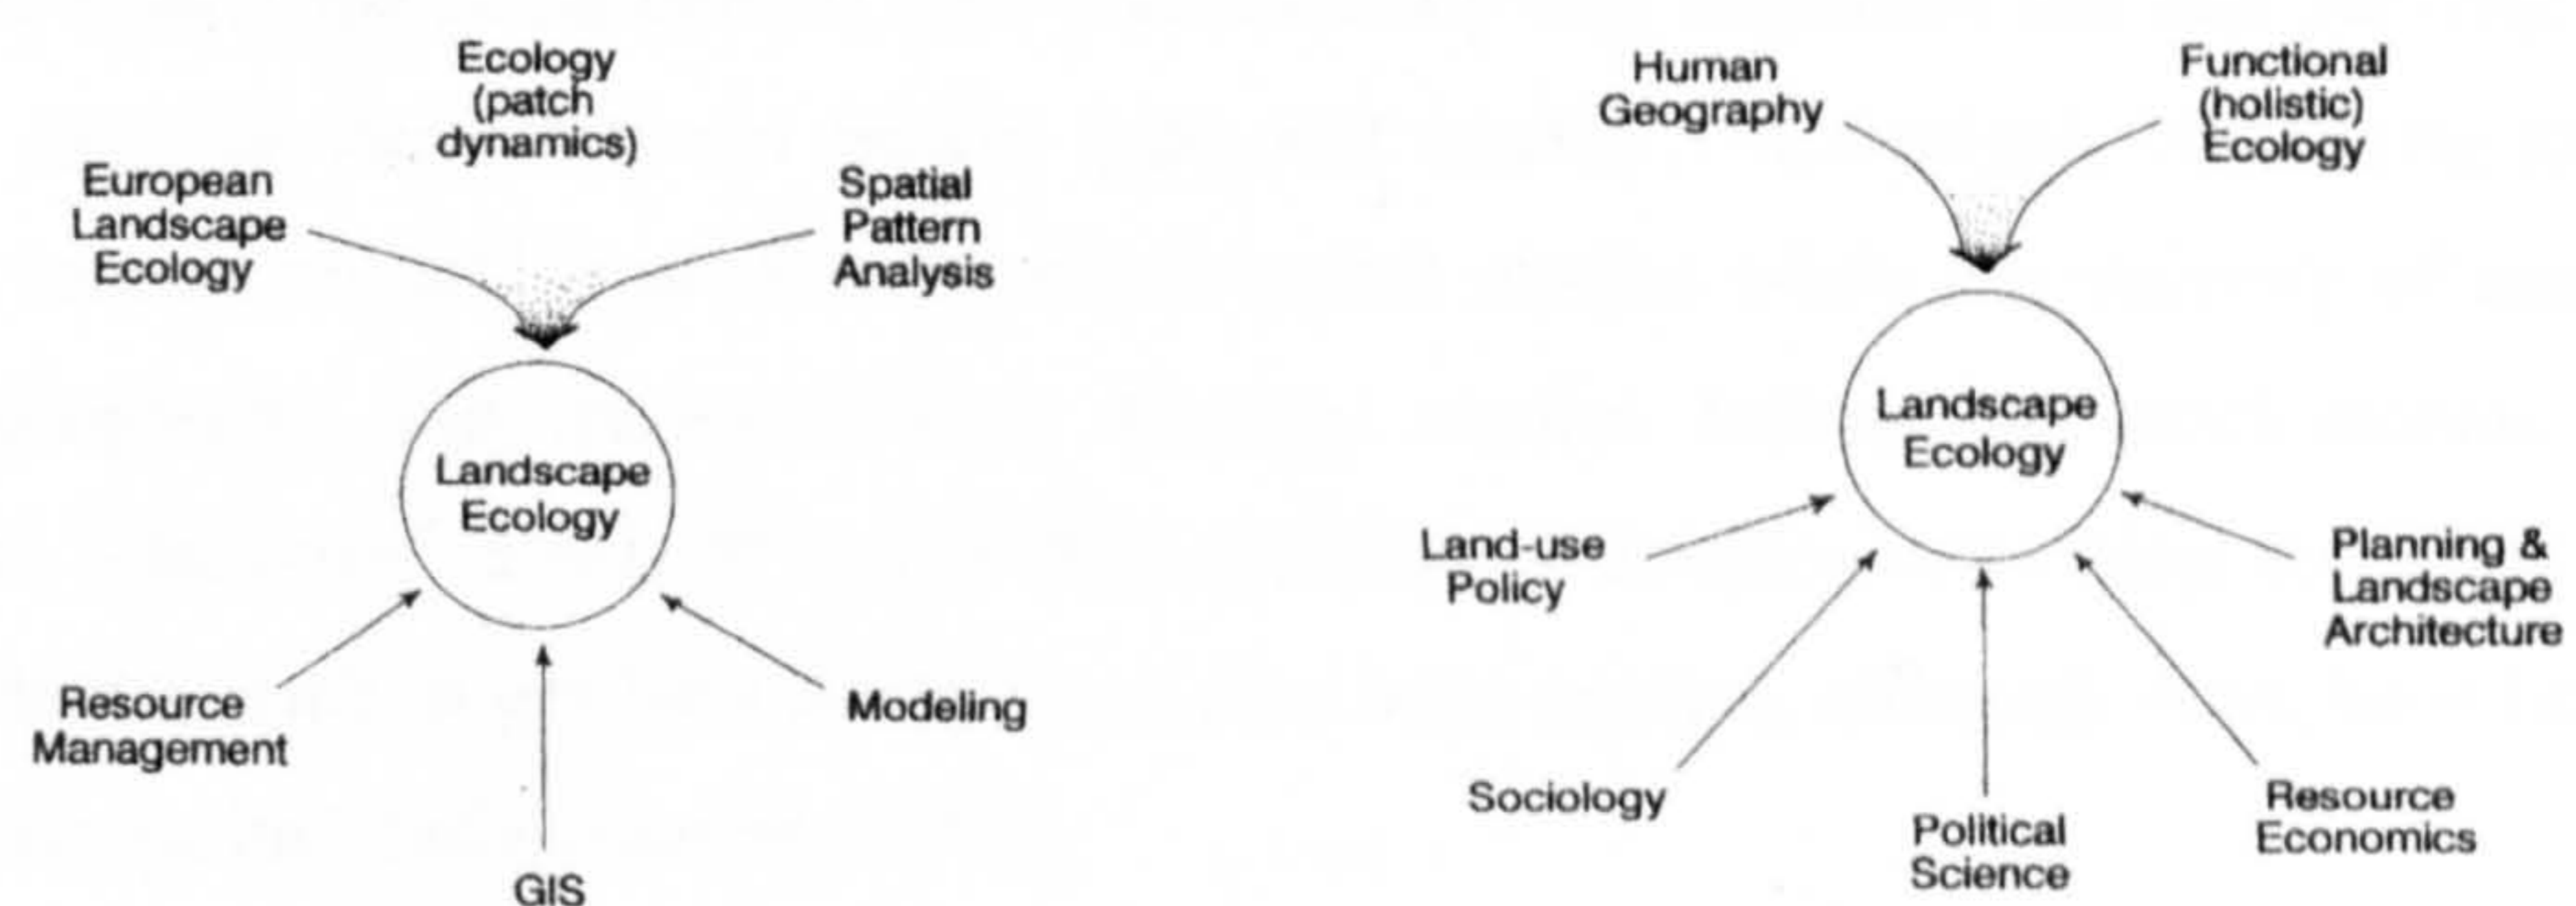 Ecology
(patch
dynamics)
European
Landscape
Ecology
Spatial
Pattern
Analysis
Landscape
Ecology
Resource
Management
Modeling
GIS
Human
Geography
Functional
(holistic)
Ecology
Landscape
Ecology
Land-use
Policy
Planning &
Landscape
Architecture
Sociology
Political
Science
Resource
Economics